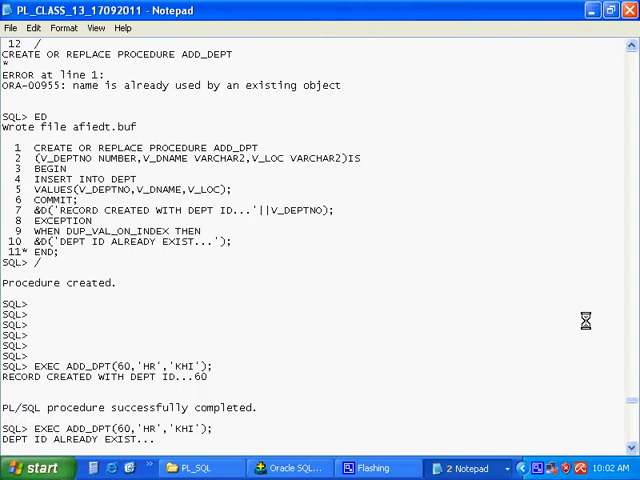 PL_CLASS_13_17092011 - Notepad
File Edit Format View Help
12 /
CREATE OR REPLACE PROCEDURE ADD_DEPT
*
ERROR at line 1:
ORA-00955: name is already used by an existing object
SQL> ED
Wrote file afiedt.buf
1 CREATE OR REPLACE PROCEDURE ADD_DPT
2 (V_DEPTNO NUMBER,V_DNAME VARCHAR2,V_LOC VARCHAR2)IS
3 BEGIN
4 INSERT INTO DEPT
5 VALUES(V_DEPTNO,V_DNAME,V_LOC);
6 COMMIT;
7 &D('RECORD CREATED WITH DEPT ID...'||V_DEPTNO);
8 EXCEPTION
9 WHEN DUP_VAL_ON_INDEX THEN
10 &D('DEPT ID ALREADY EXIST...');
11* END;
SQL> /
Procedure created.
SQL>
SQL>
SQL>
SQL>
SQL>
SQL>
SQL> EXEC ADD_DPT(60,'HR','KHI');
RECORD CREATED WITH DEPT ID...60
PL/SQL procedure successfully completed.
SQL> EXEC ADD_DPT(60,'HR','KHI');
DEPT ID ALREADY EXIST...
start PL_SQL Oracle SQL... Flashing 2 Notepad 10:02 AM